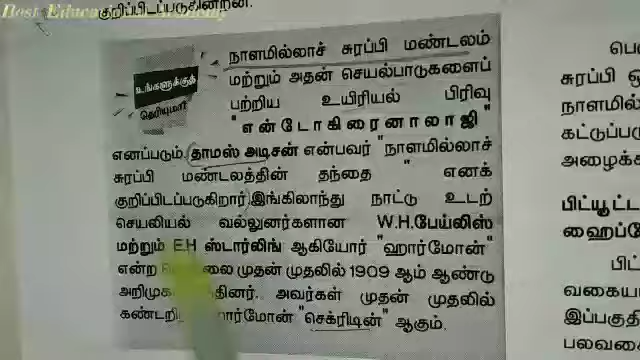 Best Education Academy
குறிப்பிடப்படுகின்றன.
உங்களுக்குத்
தெரியுமா?
நாளமில்லாச் சுரப்பி மண்டலம்
மற்றும் அதன் செயல்பாடுகளைப்
பற்றிய உயிரியல் பிரிவு
"என்டோகிரைனாலாஜி"
எனப்படும். தாமஸ் அடிசன் என்பவர் "நாளமில்லாச்
சுரப்பி மண்டலத்தின் தந்தை" எனக்
குறிப்பிடப்படுகிறார். இங்கிலாந்து நாட்டு உடற்
செயலியல் வல்லுனர்களான W.H.பேய்லிஸ்
மற்றும் E.H ஸ்டார்லிங் ஆகியோர் "ஹார்மோன்"
என்ற முதன் முதலில் 1909 ஆம் ஆண்டு
அவர்கள் முதன் முதலில்
"செக்ரிடின்" ஆகும்.
சுரப்பி
நாளமில்
கட்டுப்ப
அழைக்க
பிட்யூட்ட
ஹைப்போ
பிட்
வகைய
இப்பகுதி
பலவகை